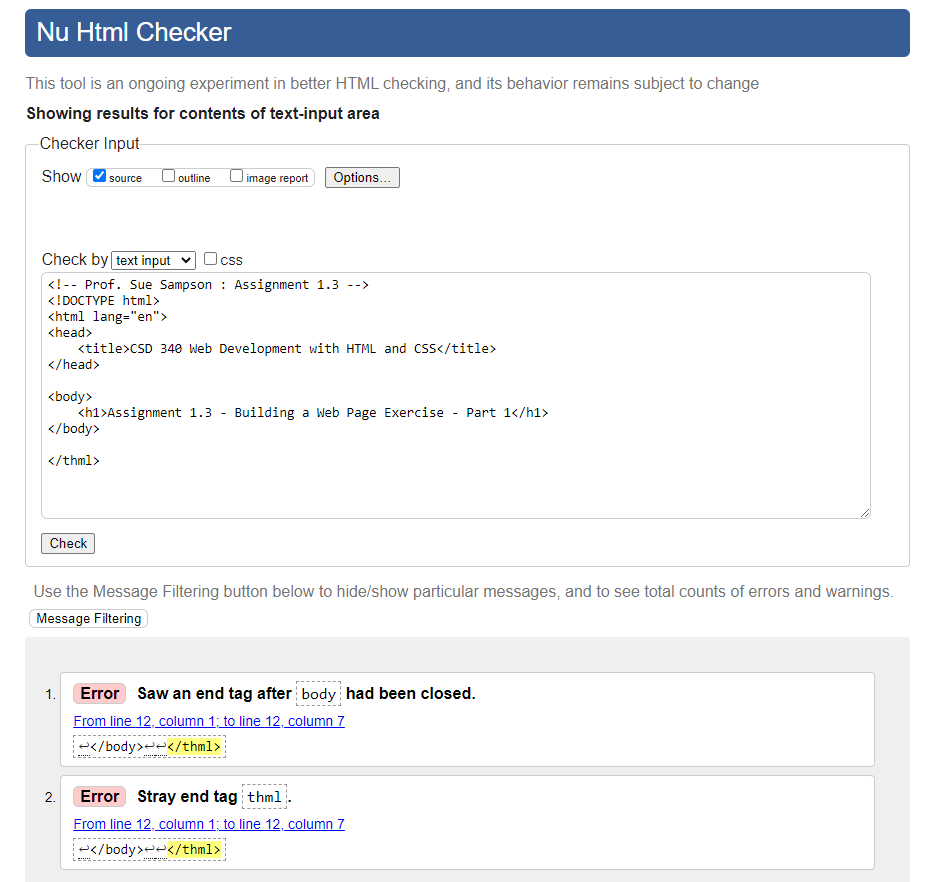 Nu Html Checker
This tool is an ongoing experiment in better HTML checking, and its behavior remains subject to change
Showing results for contents of text-input area
Checker Input
Show source outline image report Options...
Check by text input css
<!-- Prof. Sue Sampson : Assignment 1.3 -->
<!DOCTYPE html>
<html lang="en">
<head>
    <title>CSD 340 Web Development with HTML and CSS</title>
</head>

<body>
    <h1>Assignment 1.3 - Building a Web Page Exercise - Part 1</h1>
</body>

</thml>
Check
Use the Message Filtering button below to hide/show particular messages, and to see total counts of errors and warnings.
Message Filtering
1. Error Saw an end tag after body had been closed.
From line 12, column 1; to line 12, column 7
↩</body>↩↩</thml>
2. Error Stray end tag thml.
From line 12, column 1; to line 12, column 7
↩</body>↩↩</thml>